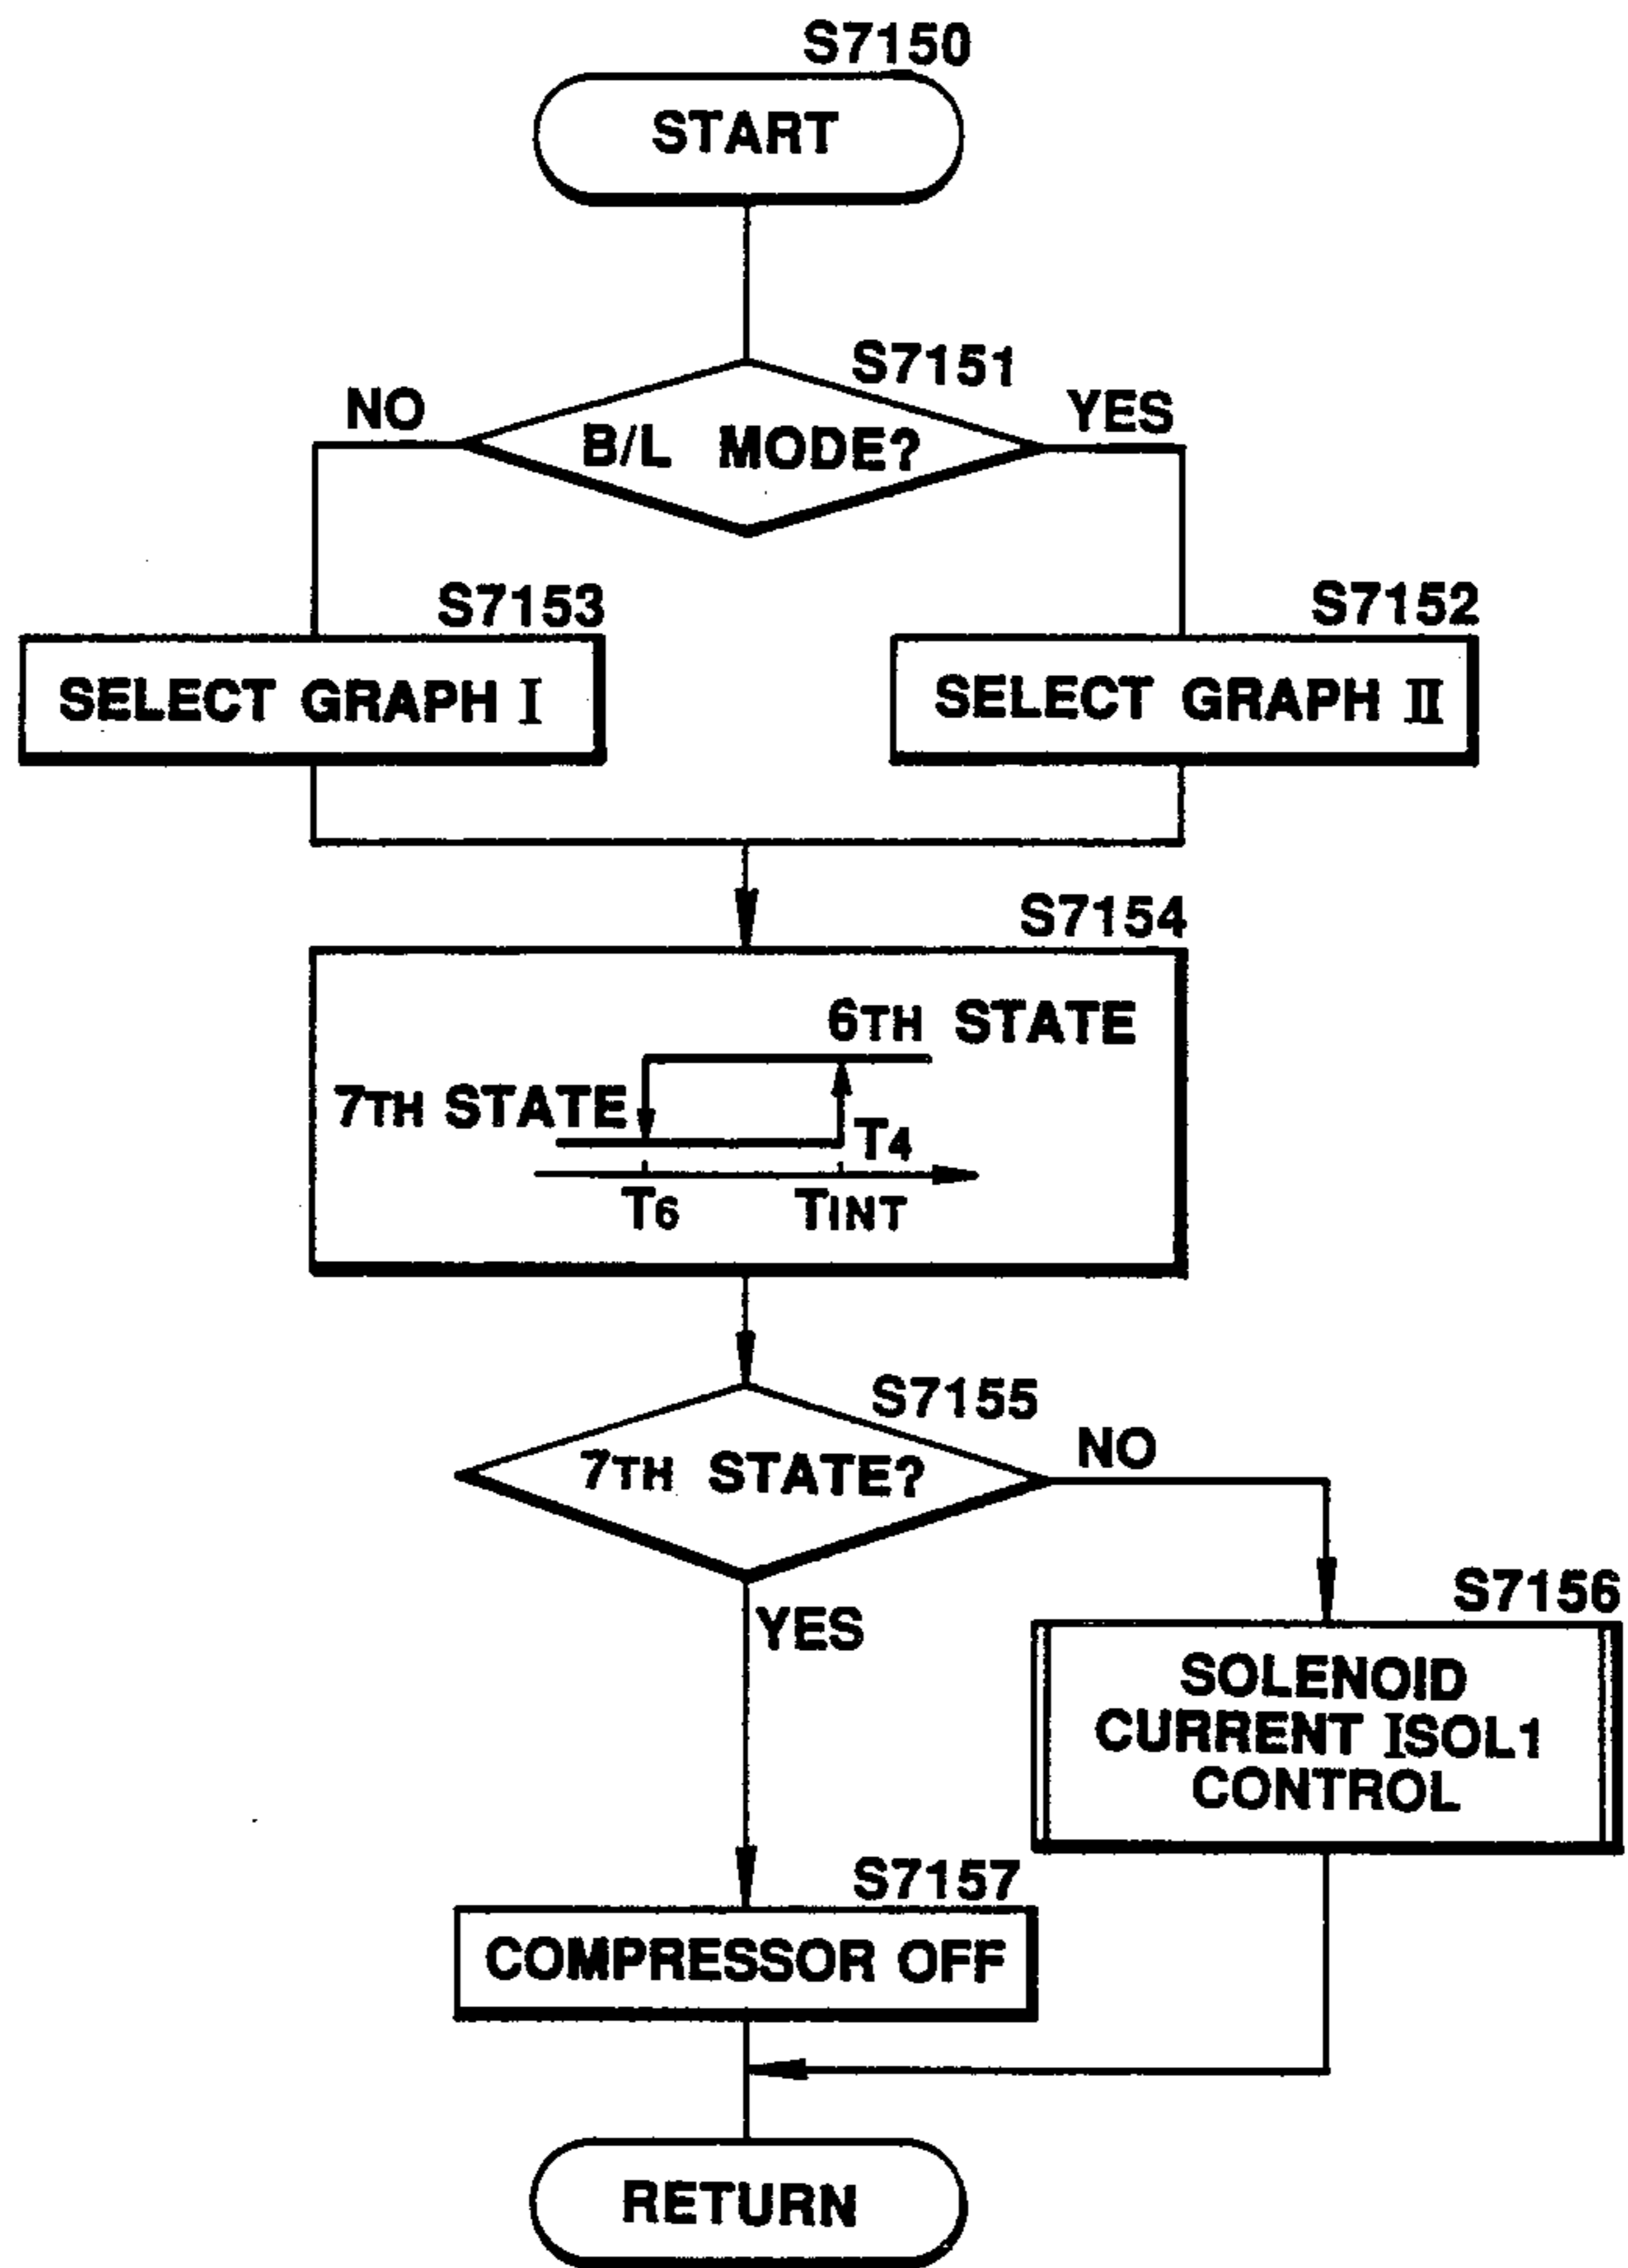 S7150
START
S7151
NO
YES
B/L MODE?
S7153
S7152
SELECT GRAPH I
SELECT GRAPH II
S7154
6TH STATE
7TH STATE
T4
T6
TINT
S7155
7TH STATE?
NO
YES
S7156
SOLENOID
CURRENT ISOL1
CONTROL
S7157
COMPRESSOR OFF
RETURN